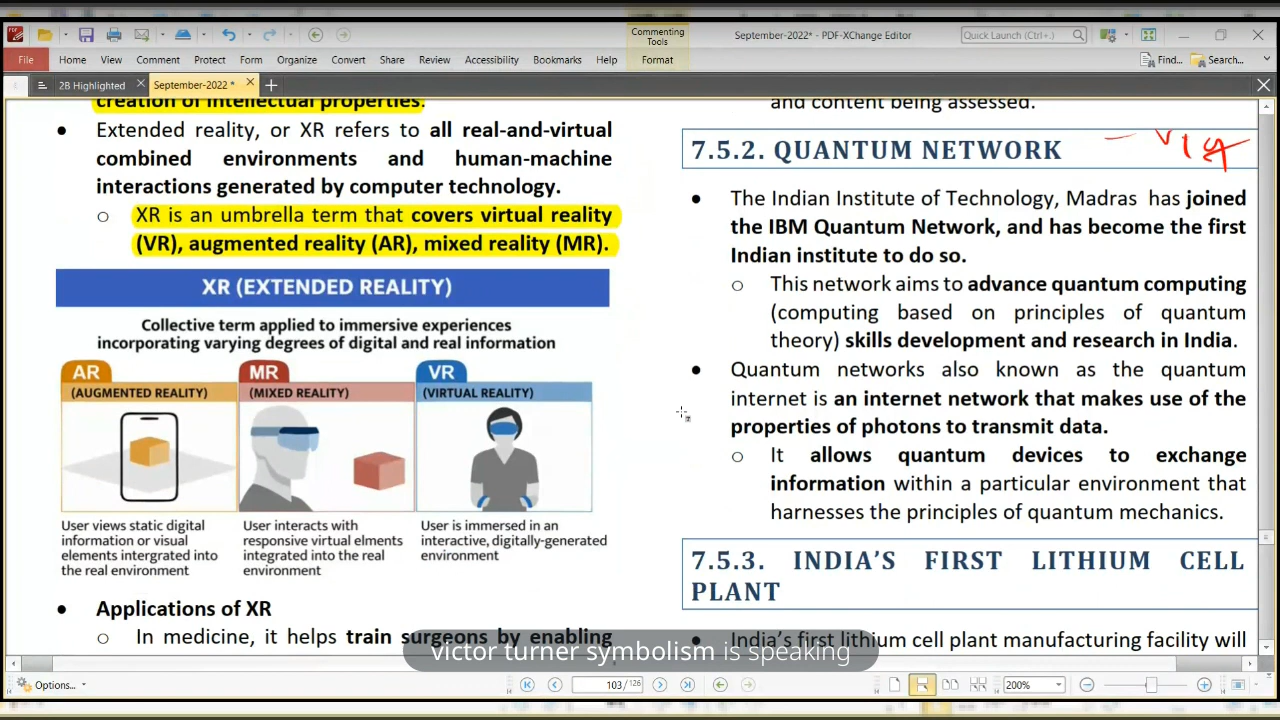 Commenting Tools
September-2022* - PDF-XChange Editor
Quick Launch (Ctrl+.)
File Home View Comment Protect Form Organize Convert Share Review Accessibility Bookmarks Help Format
Find... Search...
2B Highlighted
September-2022 *
creation of intellectual properties.
• Extended reality, or XR refers to all real-and-virtual
combined environments and human-machine
interactions generated by computer technology.
○ XR is an umbrella term that covers virtual reality
(VR), augmented reality (AR), mixed reality (MR).
XR (EXTENDED REALITY)
Collective term applied to immersive experiences
incorporating varying degrees of digital and real information
AR
(AUGMENTED REALITY)
User views static digital
information or visual
elements intergrated into
the real environment
MR
(MIXED REALITY)
User interacts with
responsive virtual elments
integrated into the real
environment
VR
(VIRTUAL REALITY)
User is immersed in an
interactive, digitally-generated
environment
• Applications of XR
○ In medicine, it helps train surgeons by enabling
and content being assessed.
7.5.2. QUANTUM NETWORK
• The Indian Institute of Technology, Madras has joined
the IBM Quantum Network, and has become the first
Indian institute to do so.
○ This network aims to advance quantum computing
(computing based on principles of quantum
theory) skills development and research in India.
• Quantum networks also known as the quantum
internet is an internet network that makes use of the
properties of photons to transmit data.
○ It allows quantum devices to exchange
information within a particular environment that
harnesses the principles of quantum mechanics.
7.5.3. INDIA'S FIRST LITHIUM CELL
PLANT
• India's first lithium cell plant manufacturing facility will
victor turner symbolism is speaking
Options...
103 / 126
200%